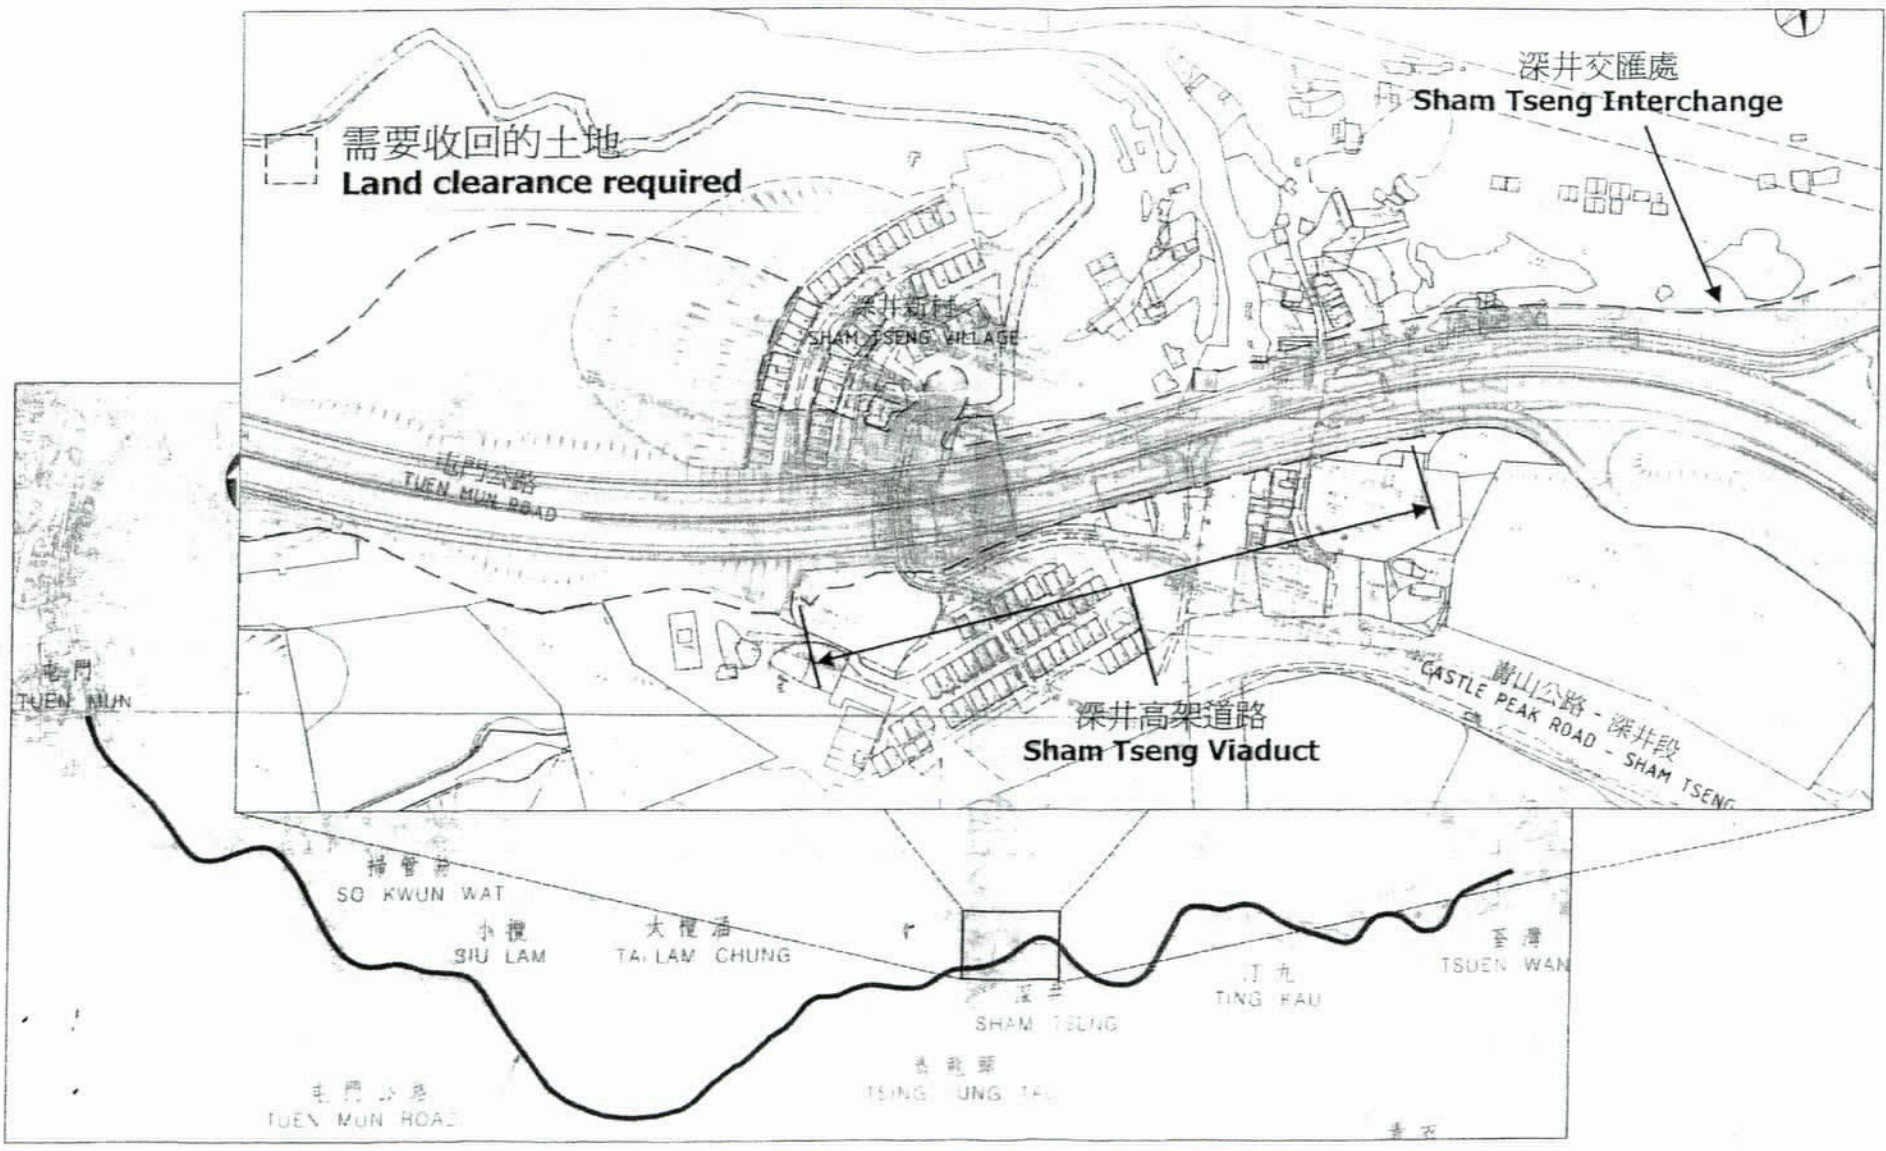 深井交匯處
Sham Tseng Interchange
需要收回的土地
Land clearance required
深井新村
SHAM TSENG VILLAGE
屯門公路
TUEN MUN ROAD
深井高架道路
Sham Tseng Viaduct
青山公路 - 深井段
CASTLE PEAK ROAD - SHAM TSENG
屯門
TUEN MUN
掃管笏
SO KWUN WAT
小欖
SIU LAM
大欖涌
TAI LAM CHUNG
深井
SHAM TSENG
汀九
TING KAU
荃灣
TSUEN WAN
屯門公路
TUEN MUN ROAD
青龍頭
青衣